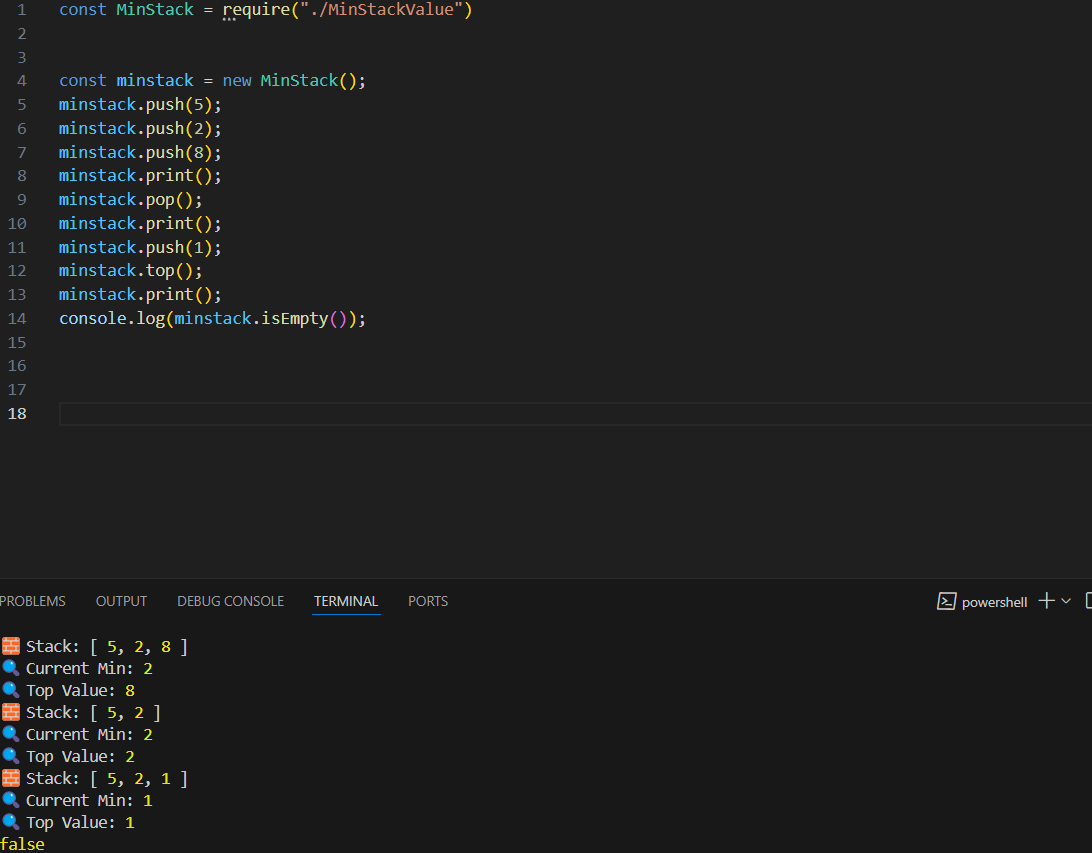 1 const MinStack = require("./MinStackValue")
2
3
4 const minstack = new MinStack();
5 minstack.push(5);
6 minstack.push(2);
7 minstack.push(8);
8 minstack.print();
9 minstack.pop();
10 minstack.print();
11 minstack.push(1);
12 minstack.top();
13 minstack.print();
14 console.log(minstack.isEmpty());
15
16
17
18
PROBLEMS OUTPUT DEBUG CONSOLE TERMINAL PORTS powershell
🧱 Stack: [ 5, 2, 8 ]
🔍 Current Min: 2
🔍 Top Value: 8
🧱 Stack: [ 5, 2 ]
🔍 Current Min: 2
🔍 Top Value: 2
🧱 Stack: [ 5, 2, 1 ]
🔍 Current Min: 1
🔍 Top Value: 1
false